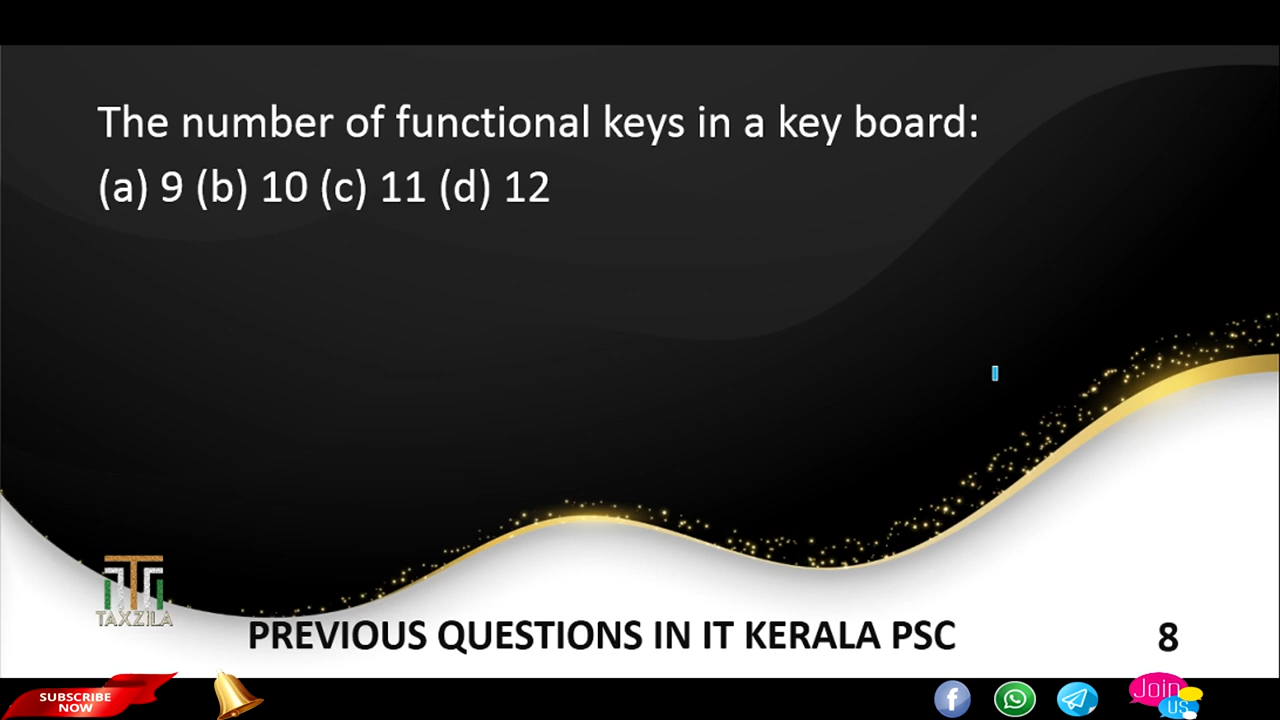 The number of functional keys in a key board:
(a) 9 (b) 10 (c) 11 (d) 12
TAXZILA
PREVIOUS QUESTIONS IN IT KERALA PSC
8
SUBSCRIBE
NOW
Join
US